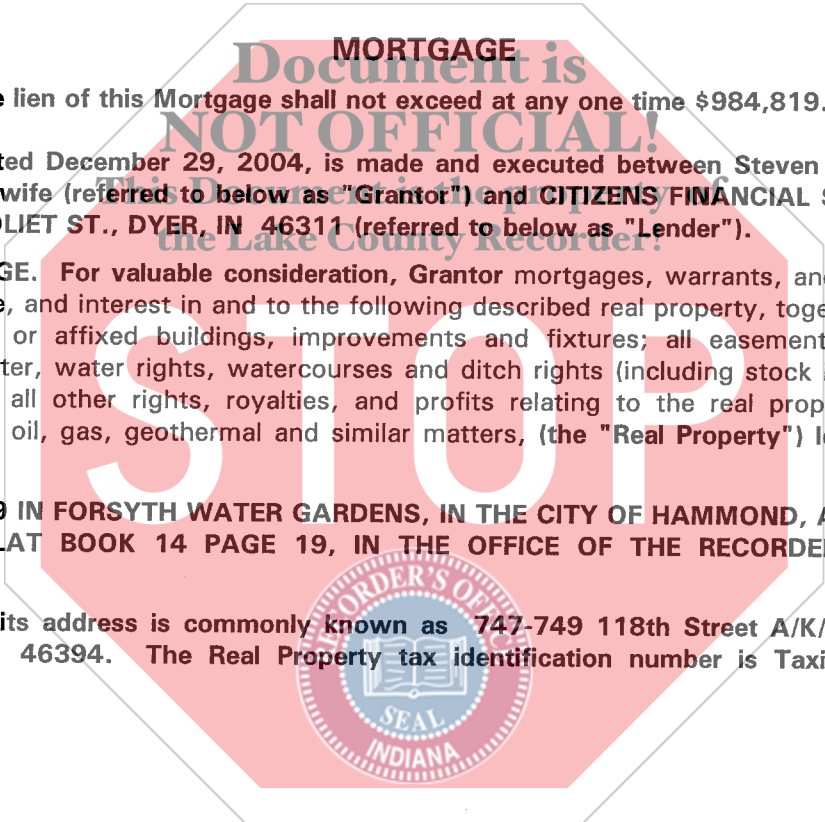 MORTGAGE
Document is
e lien of this Mortgage shall not exceed at any one time $984,819.
NOT OFFICIAL!
ted December 29, 2004, is made and executed between Steven
This Document is the property of
wife (referred to below as "Grantor") and CITIZENS FINANCIAL S
OLIET ST., DYER, IN 46311 (referred to below as "Lender").
the Lake County Recorder!
GE. For valuable consideration, Grantor mortgages, warrants, and
e, and interest in and to the following described real property, toge
or affixed buildings, improvements and fixtures; all easement
ter, water rights, watercourses and ditch rights (including stock
all other rights, royalties, and profits relating to the real prop
oil, gas, geothermal and similar matters, (the "Real Property") l
STOP
9 IN FORSYTH WATER GARDENS, IN THE CITY OF HAMMOND, A
LAT BOOK 14 PAGE 19, IN THE OFFICE OF THE RECORDE
RECORDER'S OFFICE
its address is commonly known as 747-749 118th Street A/K/
46394. The Real Property tax identification number is Taxi
SEAL
INDIANA